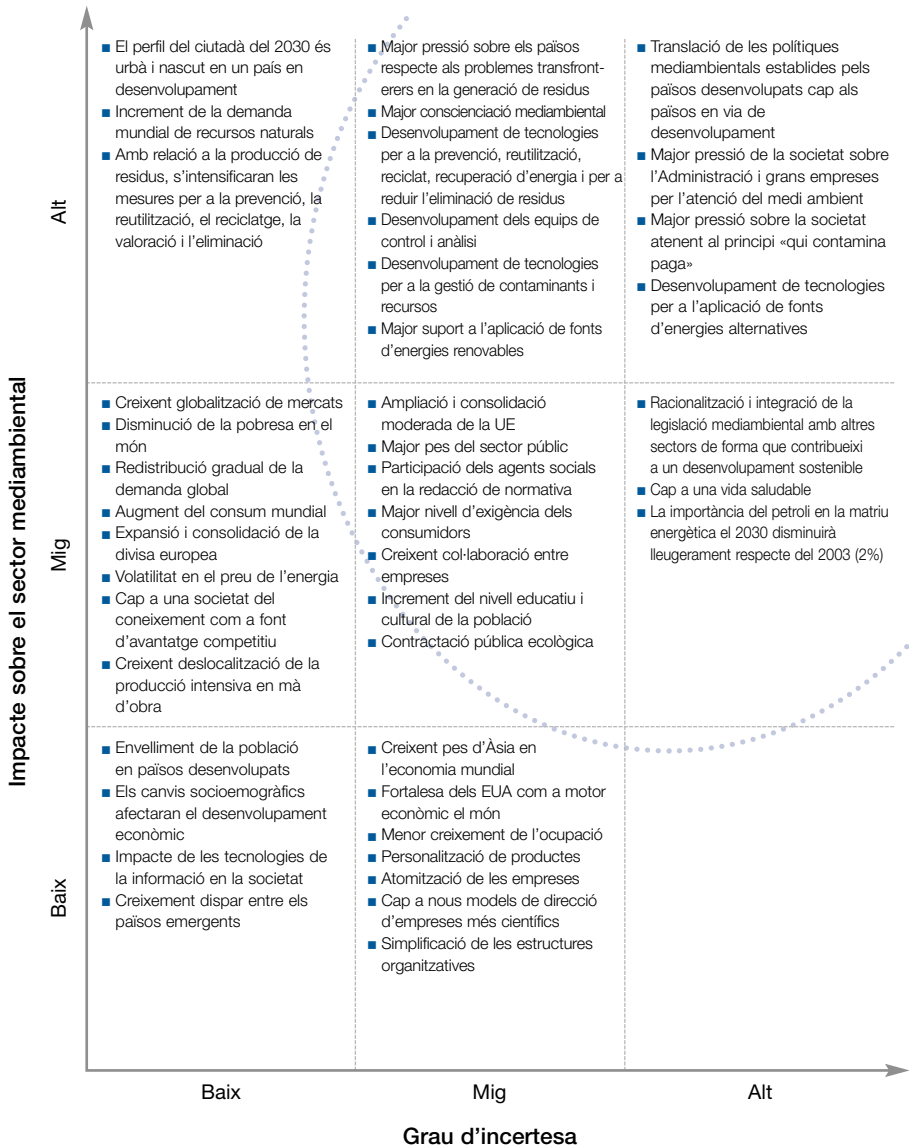 Impacte sobre el sector mediambiental
Alt
■ El perfil del ciutadà del 2030 és
urbà i nascut en un país en
desenvolupament
■ Increment de la demanda
mundial de recursos naturals
■ Amb relació a la producció de
residus, s’intensificaran les
mesures per a la prevenció, la
reutilització, el reciclatge, la
valoració i l’eliminació
■ Major pressió sobre els països
respecte als problemes transfront-
erers en la generació de residus
■ Major conscienciació mediambiental
■ Desenvolupament de tecnologies
per a la prevenció, reutilització,
reciclat, recuperació d’energia i per a
reduir l’eliminació de residus
■ Desenvolupament dels equips de
control i anàlisi
■ Desenvolupament de tecnologies
per a la gestió de contaminants i
recursos
■ Major suport a l’aplicació de fonts
d’energies renovables
■ Translació de les polítiques
mediambientals establides pels
països desenvolupats cap als
països en via de
desenvolupament
■ Major pressió de la societat sobre
l’Administració i grans empreses
per l’atenció del medi ambient
■ Major pressió sobre la societat
atenent al principi «qui contamina
paga»
■ Desenvolupament de tecnologies
per a l’aplicació de fonts
d’energies alternatives
Mig
■ Creixent globalització de mercats
■ Disminució de la pobresa en el
món
■ Redistribució gradual de la
demanda global
■ Augment del consum mundial
■ Expansió i consolidació de la
divisa europea
■ Volatilitat en el preu de l’energia
■ Cap a una societat del
coneixement com a font
d’avantatge competitiu
■ Creixent deslocalització de la
producció intensiva en mà
d’obra
■ Ampliació i consolidació
moderada de la UE
■ Major pes del sector públic
■ Participació dels agents socials
en la redacció de normativa
■ Major nivell d’exigència dels
consumidors
■ Creixent col·laboració entre
empreses
■ Increment del nivell educatiu i
cultural de la població
■ Contractació pública ecològica
■ Racionalització i integració de la
legislació mediambiental amb altres
sectors de forma que contribueixi
a un desenvolupament sostenible
■ Cap a una vida saludable
■ La importància del petroli en la matriu
energètica el 2030 disminuirà
lleugerament respecte del 2003 (2%)
Baix
■ Envelliment de la població
en països desenvolupats
■ Els canvis socioemogràfics
afectaran el desenvolupament
econòmic
■ Impacte de les tecnologies de
la informació en la societat
■ Creixement dispar entre els
països emergents
■ Creixent pes d’Àsia en
l’economia mundial
■ Fortalesa dels EUA com a motor
econòmic el món
■ Menor creixement de l’ocupació
■ Personalització de productes
■ Atomització de les empreses
■ Cap a nous models de direcció
d’empreses més científics
■ Simplificació de les estructures
organitzatives
Baix
Mig
Alt
Grau d’incertesa